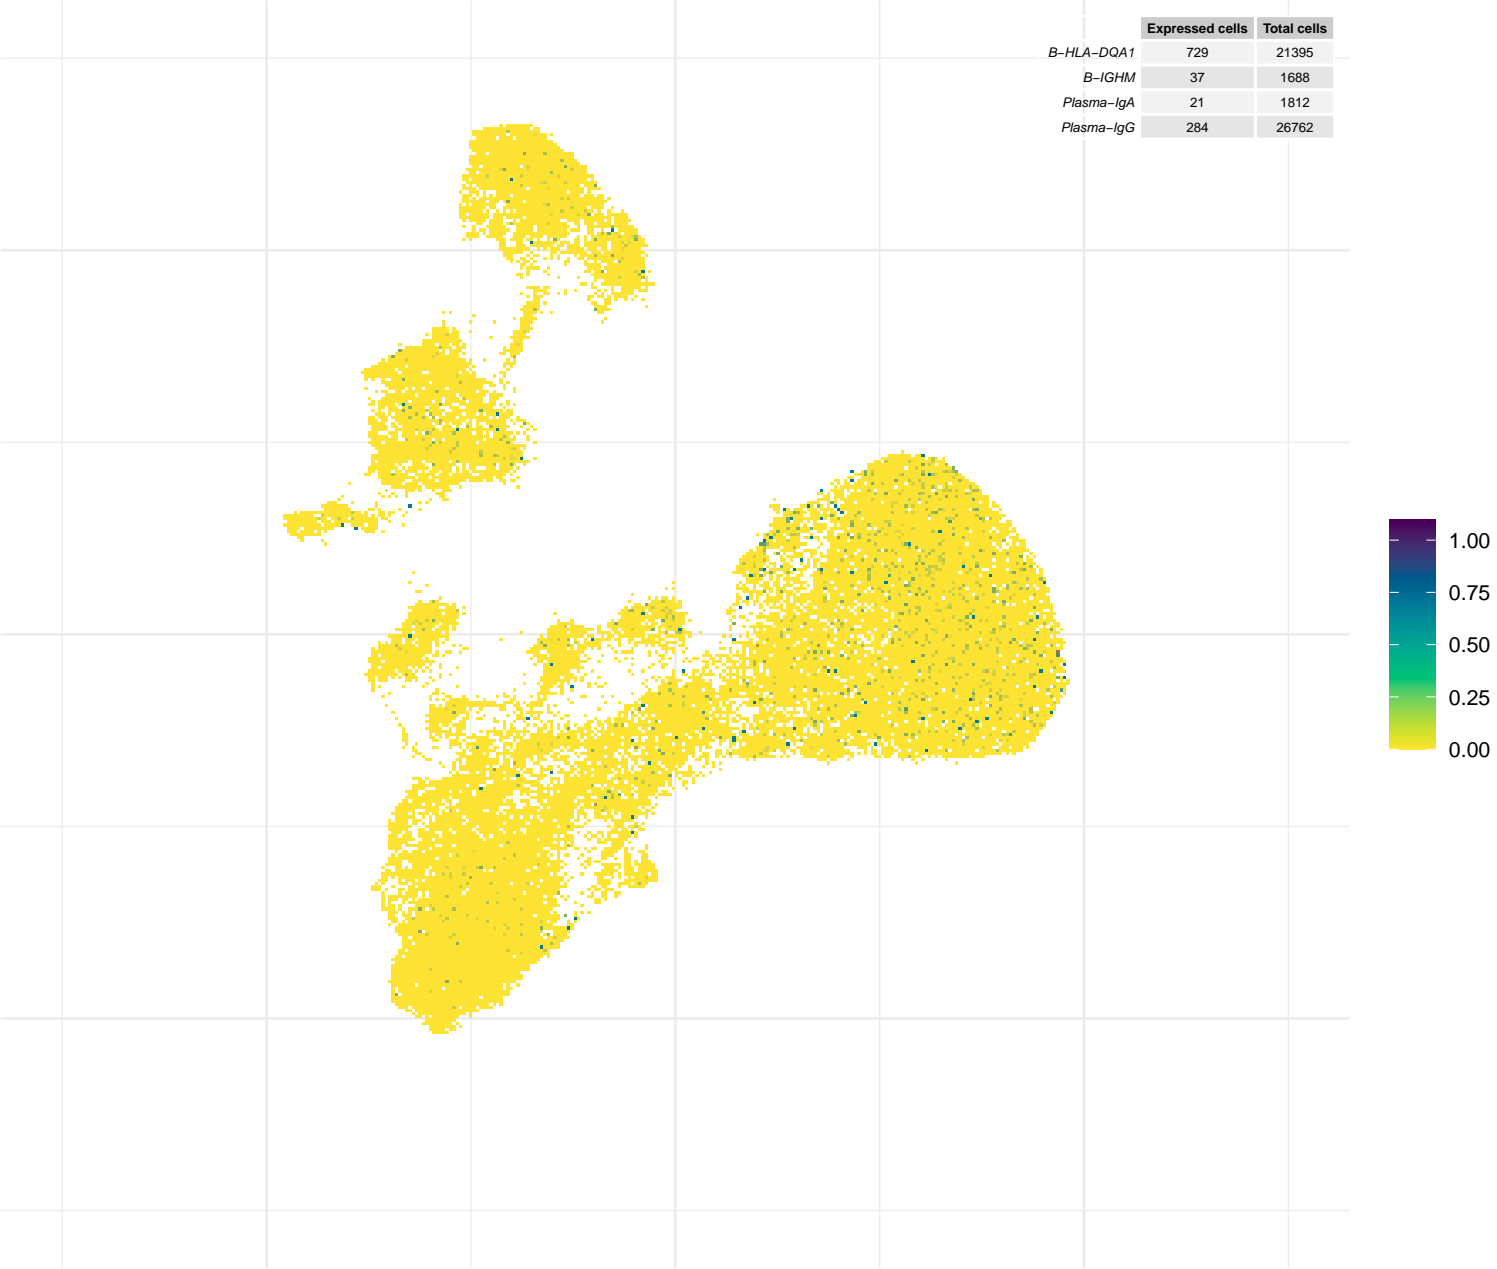 Expressed cells Total cells
B−HLA−DQA1 729 21395
B−IGHM 37 1688
Plasma−IgA 21 1812
Plasma−IgG 284 26762
1.00
0.75
0.50
0.25
0.00